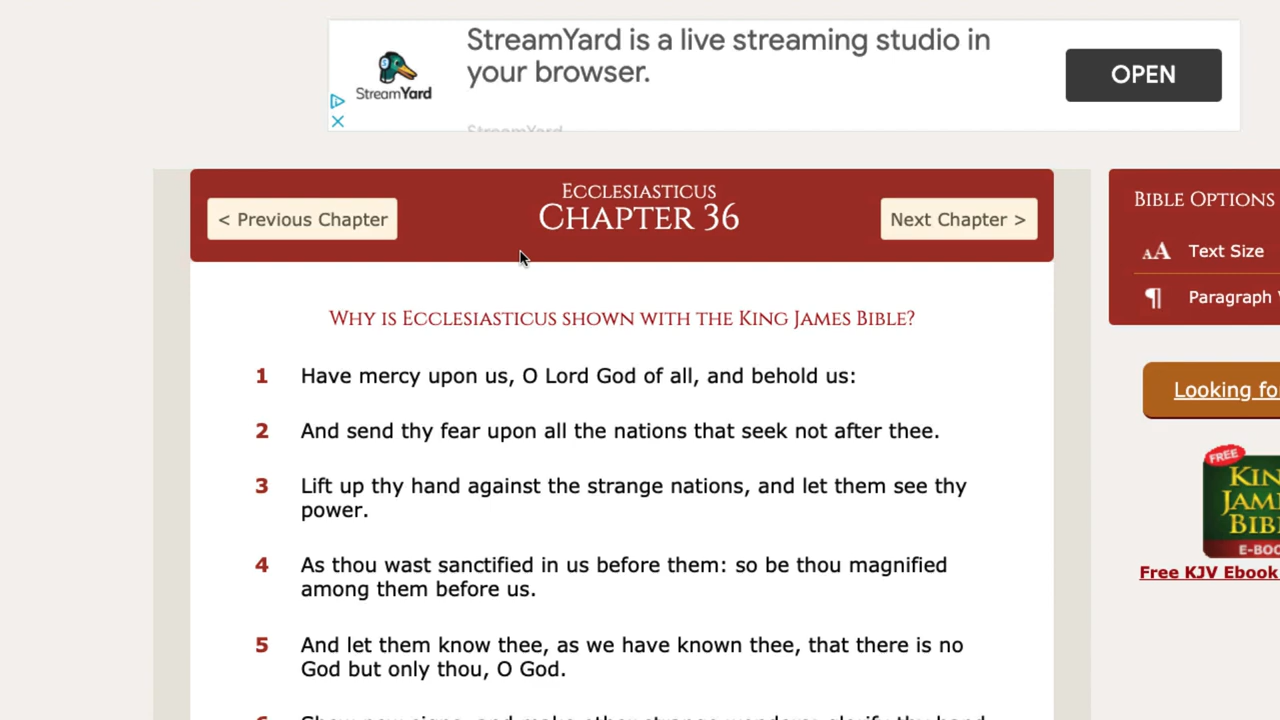 StreamYard is a live streaming studio in
your browser.
StreamYard
StreamYard
OPEN
ECCLESIASTICUS
CHAPTER 36
< Previous Chapter
Next Chapter >
BIBLE OPTIONS
AA Text Size
¶ Paragraph
WHY IS ECCLESIASTICUS SHOWN WITH THE KING JAMES BIBLE?
1 Have mercy upon us, O Lord God of all, and behold us:
2 And send thy fear upon all the nations that seek not after thee.
3 Lift up thy hand against the strange nations, and let them see thy
power.
4 As thou wast sanctified in us before them: so be thou magnified
among them before us.
5 And let them know thee, as we have known thee, that there is no
God but only thou, O God.
Looking fo
FREE
KIN
JAM
BIB
E-BO
Free KJV Ebook